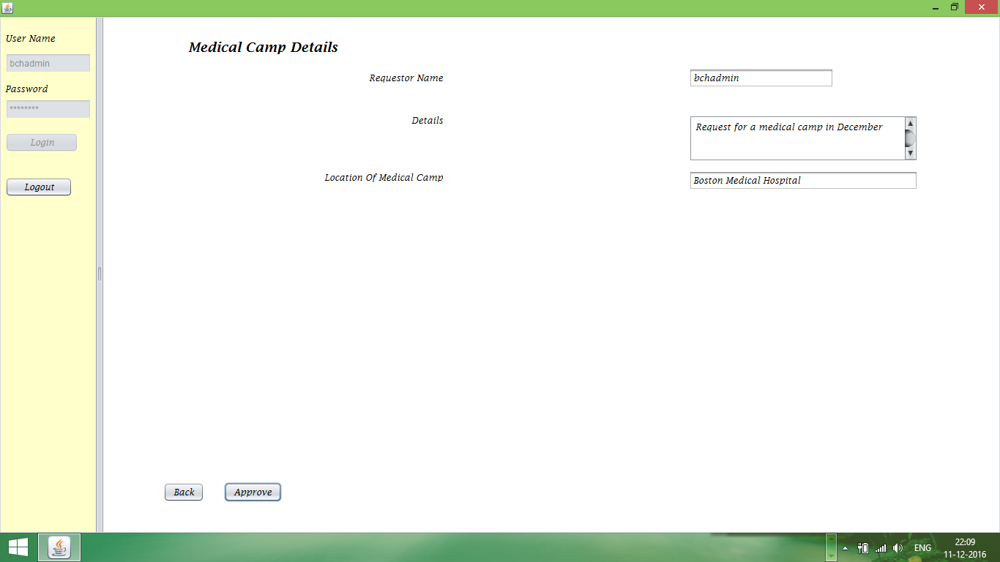 User Name
bchadmin
Password
********
Login
Logout
Medical Camp Details
Requestor Name
bchadmin
Details
Request for a medical camp in December
Location Of Medical Camp
Boston Medical Hospital
Back
Approve
ENG
22:09
11-12-2016